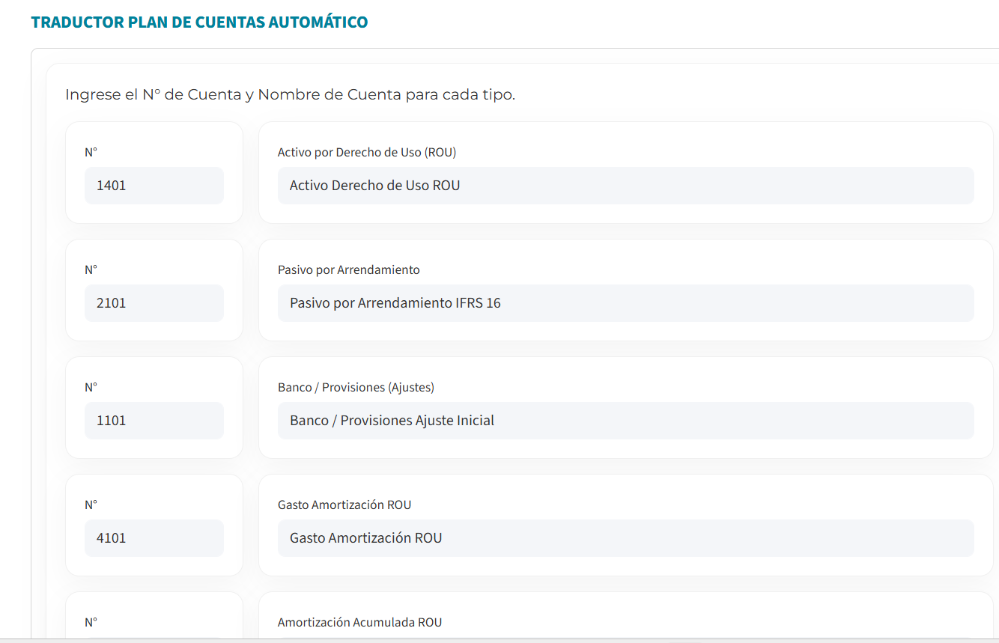 TRADUCTOR PLAN DE CUENTAS AUTOMÁTICO
Ingrese el N° de Cuenta y Nombre de Cuenta para cada tipo.
N° Activo por Derecho de Uso (ROU)
1401 Activo Derecho de Uso ROU
N° Pasivo por Arrendamiento
2101 Pasivo por Arrendamiento IFRS 16
N° Banco / Provisiones (Ajustes)
1101 Banco / Provisiones Ajuste Inicial
N° Gasto Amortización ROU
4101 Gasto Amortización ROU
N° Amortización Acumulada ROU